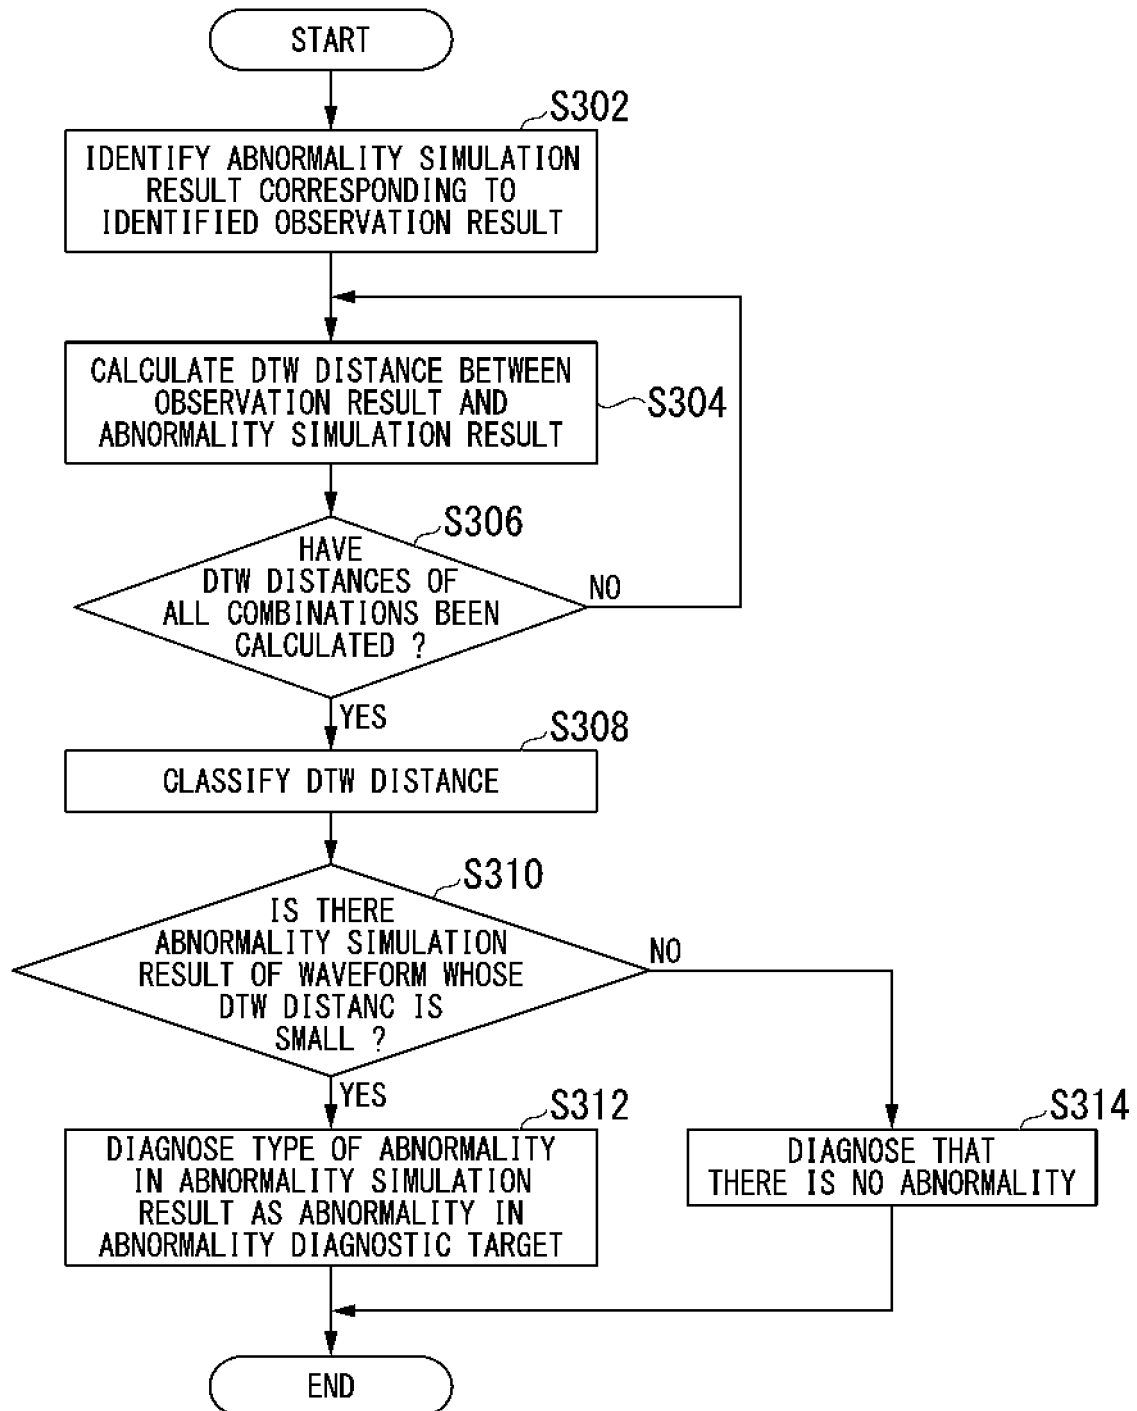 START
S302
IDENTIFY ABNORMALITY SIMULATION
RESULT CORRESPONDING TO
IDENTIFIED OBSERVATION RESULT
CALCULATE DTW DISTANCE BETWEEN
OBSERVATION RESULT AND
ABNORMALITY SIMULATION RESULT
S304
S306
HAVE
DTW DISTANCES OF
ALL COMBINATIONS BEEN
CALCULATED ?
NO
YES
S308
CLASSIFY DTW DISTANCE
S310
IS THERE
ABNORMALITY SIMULATION
RESULT OF WAVEFORM WHOSE
DTW DISTANC IS
SMALL ?
NO
YES
S312
DIAGNOSE TYPE OF ABNORMALITY
IN ABNORMALITY SIMULATION
RESULT AS ABNORMALITY IN
ABNORMALITY DIAGNOSTIC TARGET
S314
DIAGNOSE THAT
THERE IS NO ABNORMALITY
END